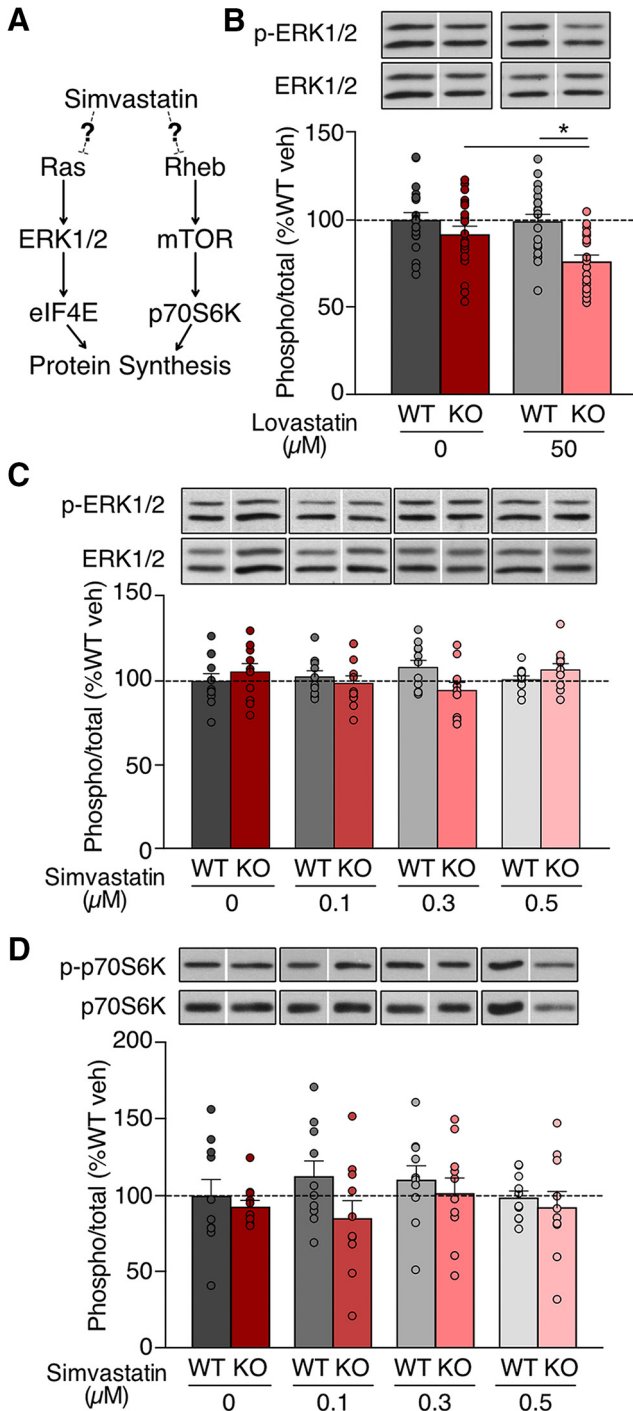 A
Simvastatin
? ?
Ras Rheb
ERK1/2 mTOR
eIF4E p70S6K
Protein Synthesis
B
p-ERK1/2
ERK1/2
Phospho/total (%WT veh)
150
100
50
0
*
WT KO WT KO
Lovastatin
(µM)
0 50
C
p-ERK1/2
ERK1/2
Phospho/total (%WT veh)
150
100
50
0
WT KO WT KO WT KO WT KO
Simvastatin
(µM)
0 0.1 0.3 0.5
D
p-p70S6K
p70S6K
Phospho/total (%WT veh)
200
150
100
50
0
WT KO WT KO WT KO WT KO
Simvastatin
(µM)
0 0.1 0.3 0.5